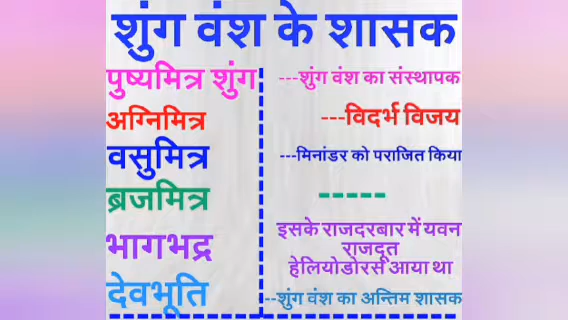 शुंग वंश के शासक
पुष्यमित्र शुंग ---शुंग वंश का संस्थापक
अग्निमित्र ---विदर्भ विजय
वसुमित्र ---मिनांडर को पराजित किया
ब्रजमित्र -----
भागभद्र इसके राजदरबार में यवन
राजदूत
हेलियोडोरस आया था
देवभूति --शुंग वंश का अन्तिम शासक